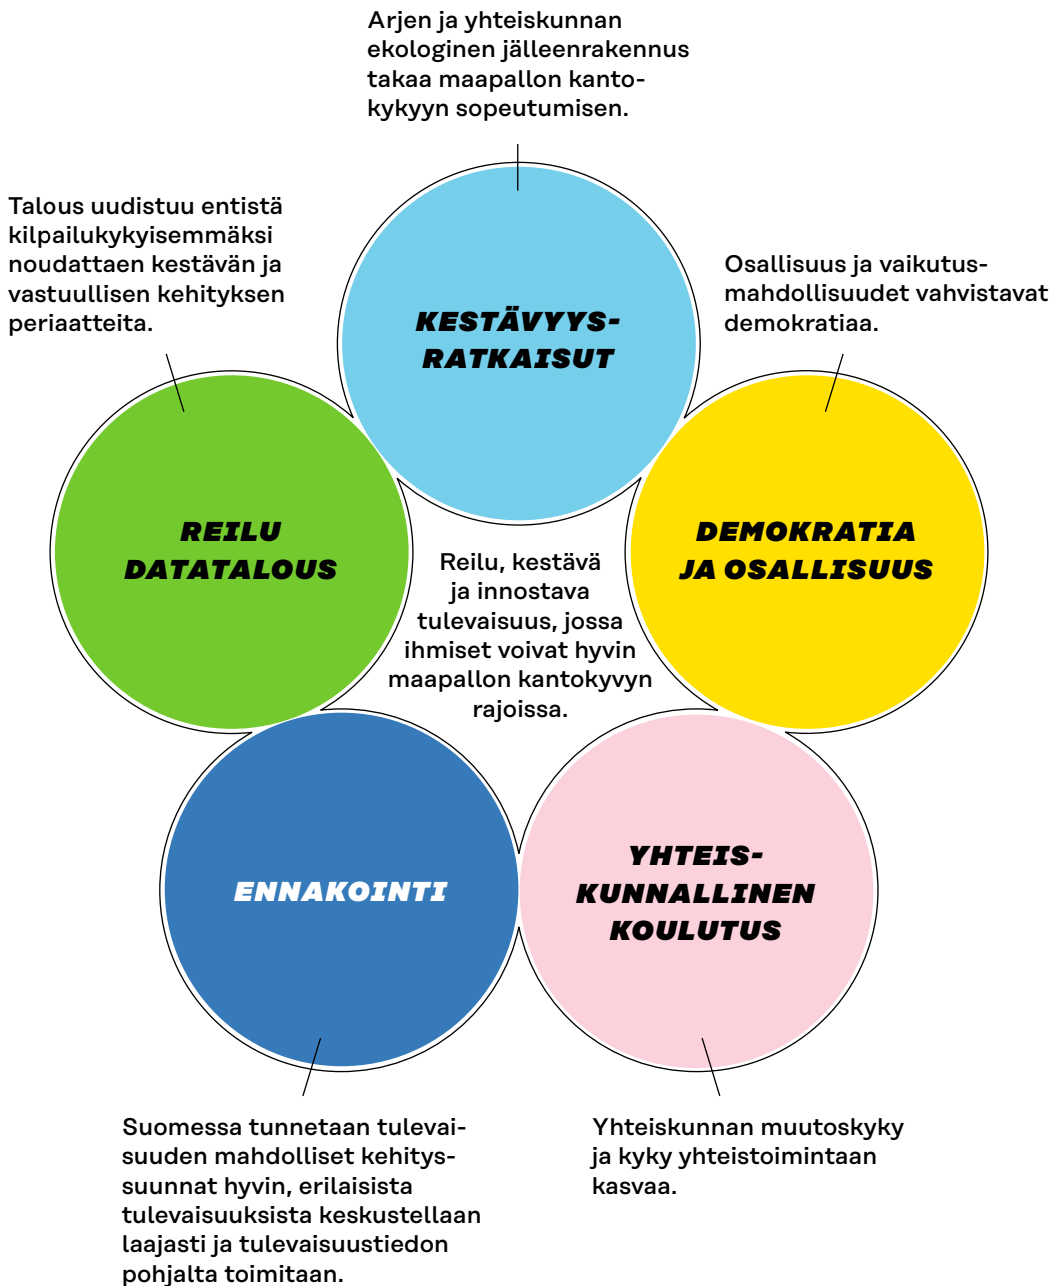 Arjen ja yhteiskunnan
ekologinen jälleenrakennus
takaa maapallon kanto-
kykyyn sopeutumisen.
Talous uudistuu entistä
kilpailukykyisemmäksi
noudattaen kestävän ja
vastuullisen kehityksen
periaatteita.
Osallisuus ja vaikutus-
mahdollisuudet vahvistavat
demokratiaa.
KESTÄVYYS-
RATKAISUT
REILU
DATATALOUS
DEMOKRATIA
JA OSALLISUUS
Reilu, kestävä
ja innostava
tulevaisuus, jossa
ihmiset voivat hyvin
maapallon kantokyvyn
rajoissa.
ENNAKOINTI
YHTEIS-
KUNNALLINEN
KOULUTUS
Suomessa tunnetaan tulevai-
suuden mahdolliset kehitys-
suunnat hyvin, erilaisista
tulevaisuuksista keskustellaan
laajasti ja tulevaisuustiedon
pohjalta toimitaan.
Yhteiskunnan muutoskyky
ja kyky yhteistoimintaan
kasvaa.